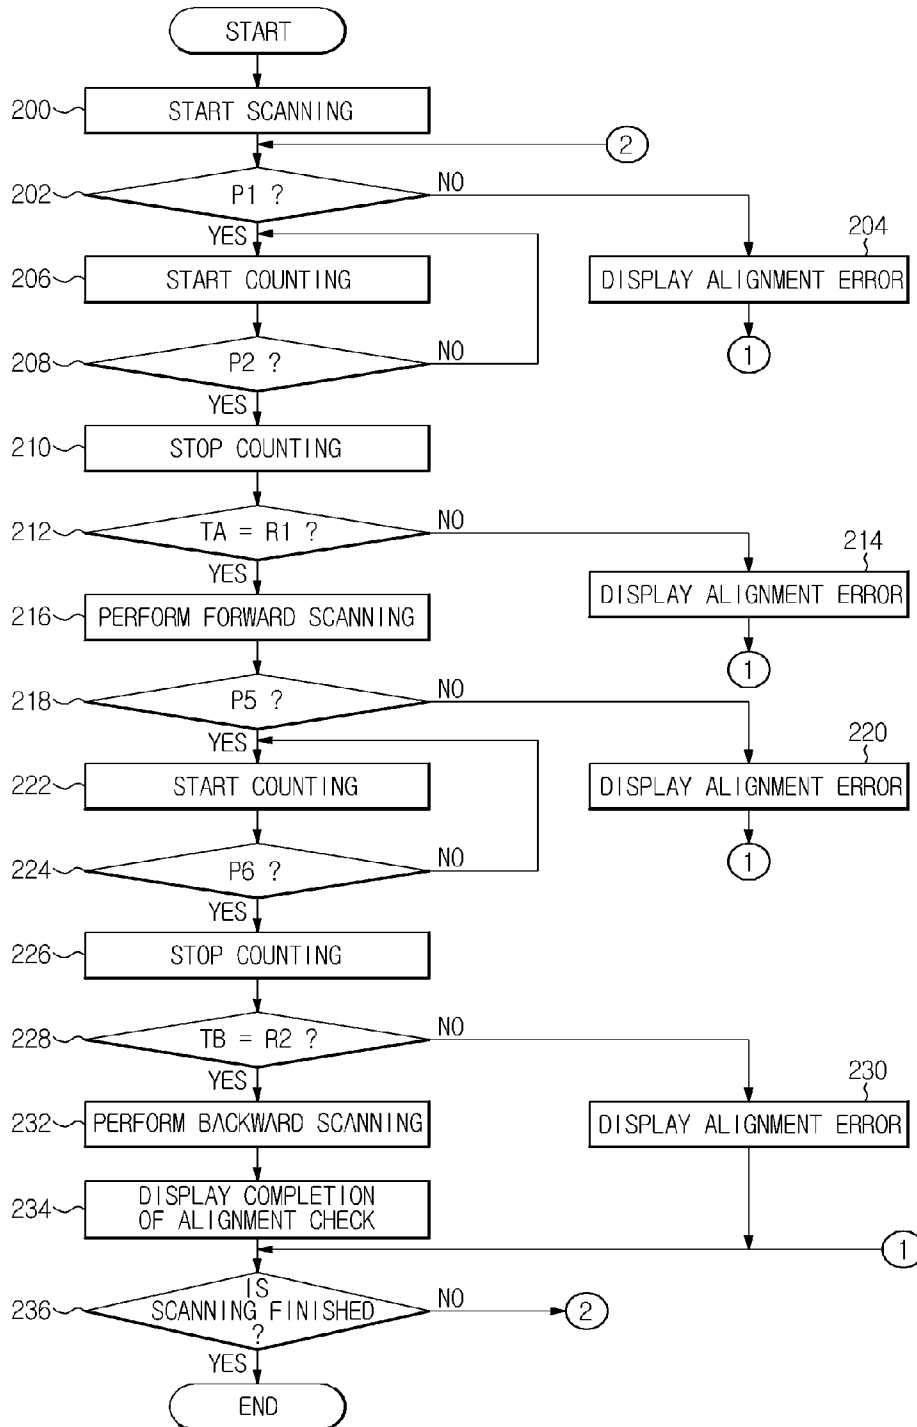 START
200
START SCANNING
2
202
P1 ?
NO
YES
204
206
START COUNTING
DISPLAY ALIGNMENT ERROR
208
P2 ?
NO
1
YES
210
STOP COUNTING
212
TA = R1 ?
NO
YES
214
216
PERFORM FORWARD SCANNING
DISPLAY ALIGNMENT ERROR
1
218
P5 ?
NO
YES
220
222
START COUNTING
DISPLAY ALIGNMENT ERROR
224
P6 ?
NO
1
YES
226
STOP COUNTING
228
TB = R2 ?
NO
YES
230
232
PERFORM BACKWARD SCANNING
DISPLAY ALIGNMENT ERROR
234
DISPLAY COMPLETION
OF ALIGNMENT CHECK
1
236
IS
SCANNING FINISHED
?
NO
2
YES
END